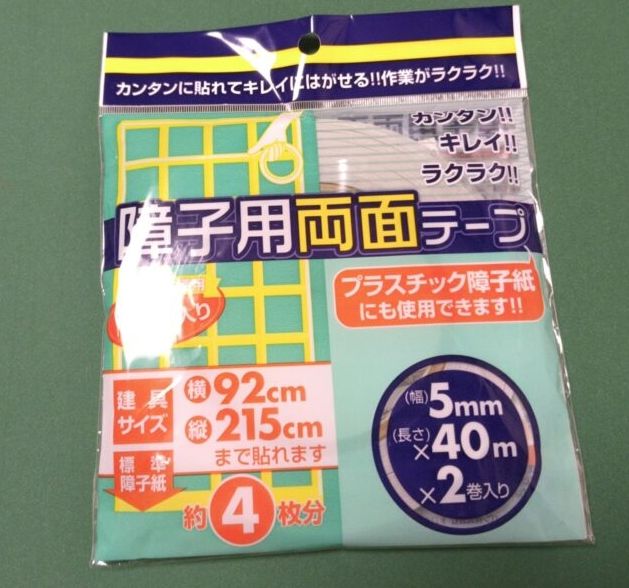 カンタンに貼れてキレイにはがせる!!作業がラクラク!!
カンタン!!
キレイ!!
ラクラク!!
障子用両面テープ
入り
プラスチック障子紙
にも使用できます!!
建具
サイズ
横92cm
縦215cm
まで貼れます
標準
障子紙
約4枚分
(幅)5mm
(長さ)×40m
×2巻入り